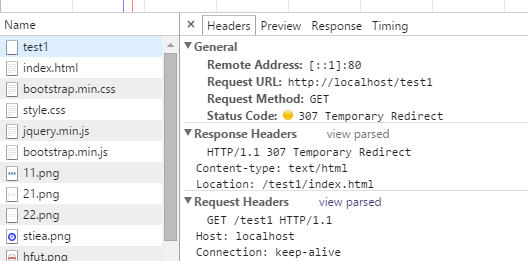 Name
test1
index.html
bootstrap.min.css
style.css
jquery.min.js
bootstrap.min.js
11.png
21.png
22.png
stiea.png
hfut.png
× Headers Preview Response Timing
▼General
Remote Address: [::1]:80
Request URL: http://localhost/test1
Request Method: GET
Status Code: 307 Temporary Redirect
▼Response Headers view parsed
HTTP/1.1 307 Temporary Redirect
Content-type: text/html
Location: /test1/index.html
▼Request Headers view parsed
GET /test1 HTTP/1.1
Host: localhost
Connection: keep-alive